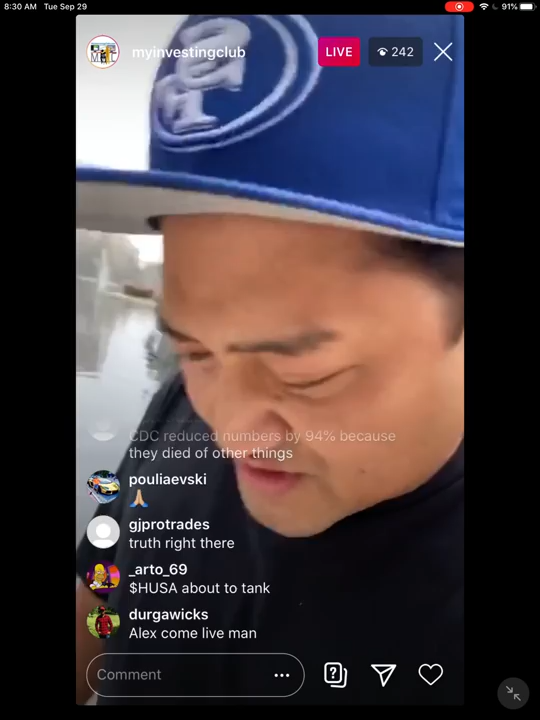 8:30 AM Tue Sep 29
91%
myinvestingclub
LIVE
242
CDC reduced numbers by 94% because
they died of other things
pouliaevski
gjprotrades
truth right there
_arto_69
$HUSA about to tank
durgawicks
Alex come live man
Comment